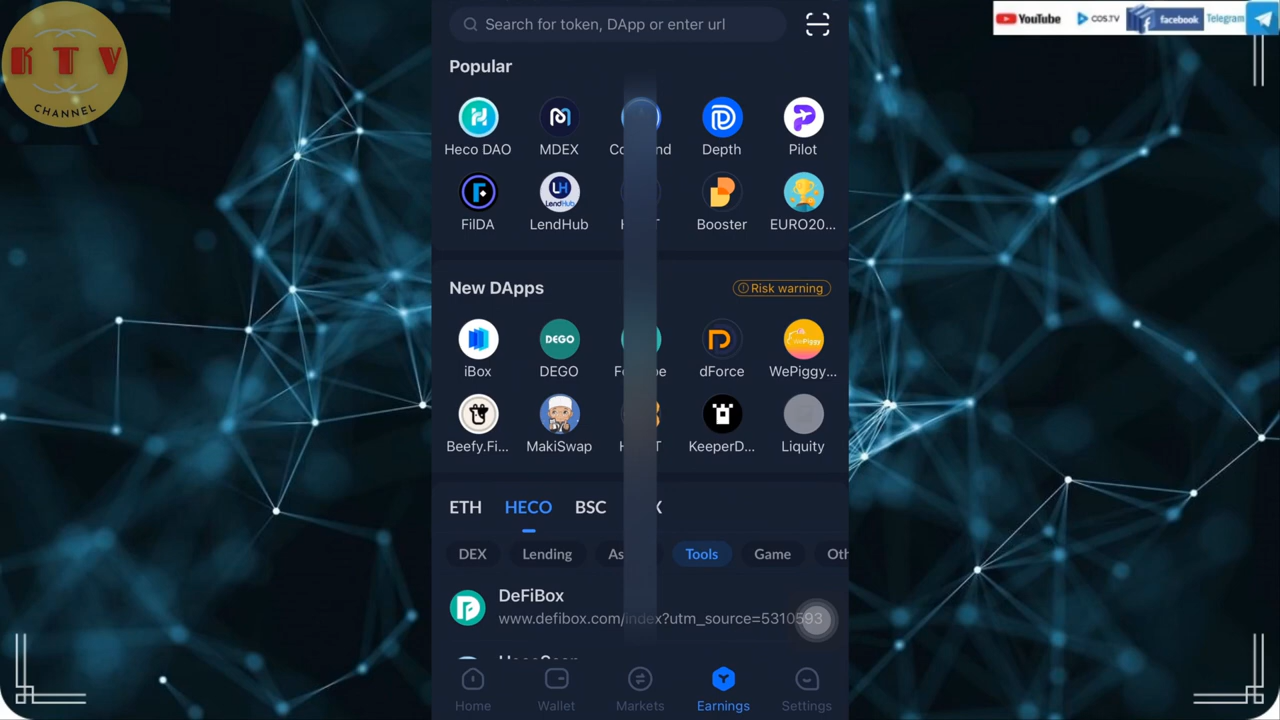 K T V
CHANNEL
YouTube COS.TV facebook Telegram
Search for token, DApp or enter url
Popular
Heco DAO MDEX Depth Pilot
FilDA LendHub Booster EURO20...
New DApps Risk warning
iBox DEGO dForce WePiggy...
Beefy.Fi... MakiSwap KeeperD... Liquity
ETH HECO BSC
DEX Lending Tools Game
DeFiBox
www.defibox.com/index?utm_source=5310593
Home Wallet Markets Earnings Settings